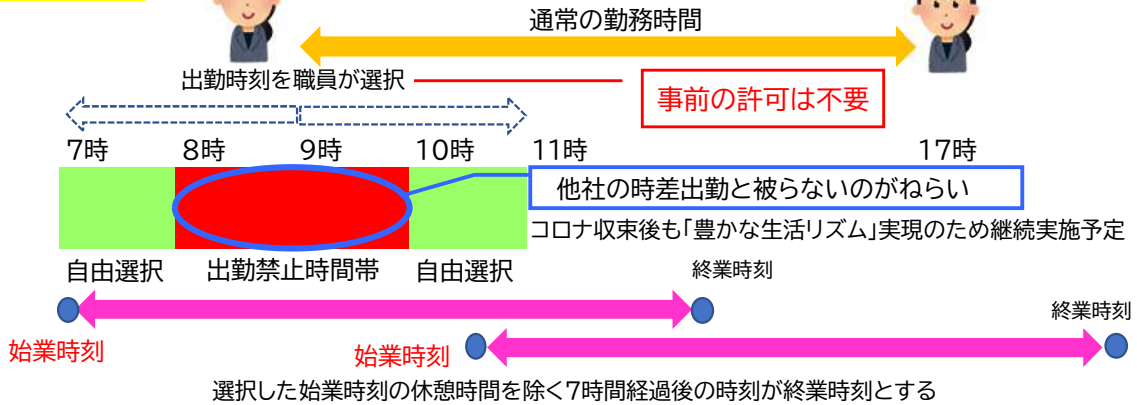 通常の勤務時間
出勤時刻を職員が選択
事前の許可は不要
7時 8時 9時 10時 11時 17時
他社の時差出勤と被らないのがねらい
コロナ収束後も「豊かな生活リズム」実現のため継続実施予定
自由選択 出勤禁止時間帯 自由選択
終業時刻
終業時刻
始業時刻
始業時刻
選択した始業時刻の休憩時間を除く7時間経過後の時刻が終業時刻とする